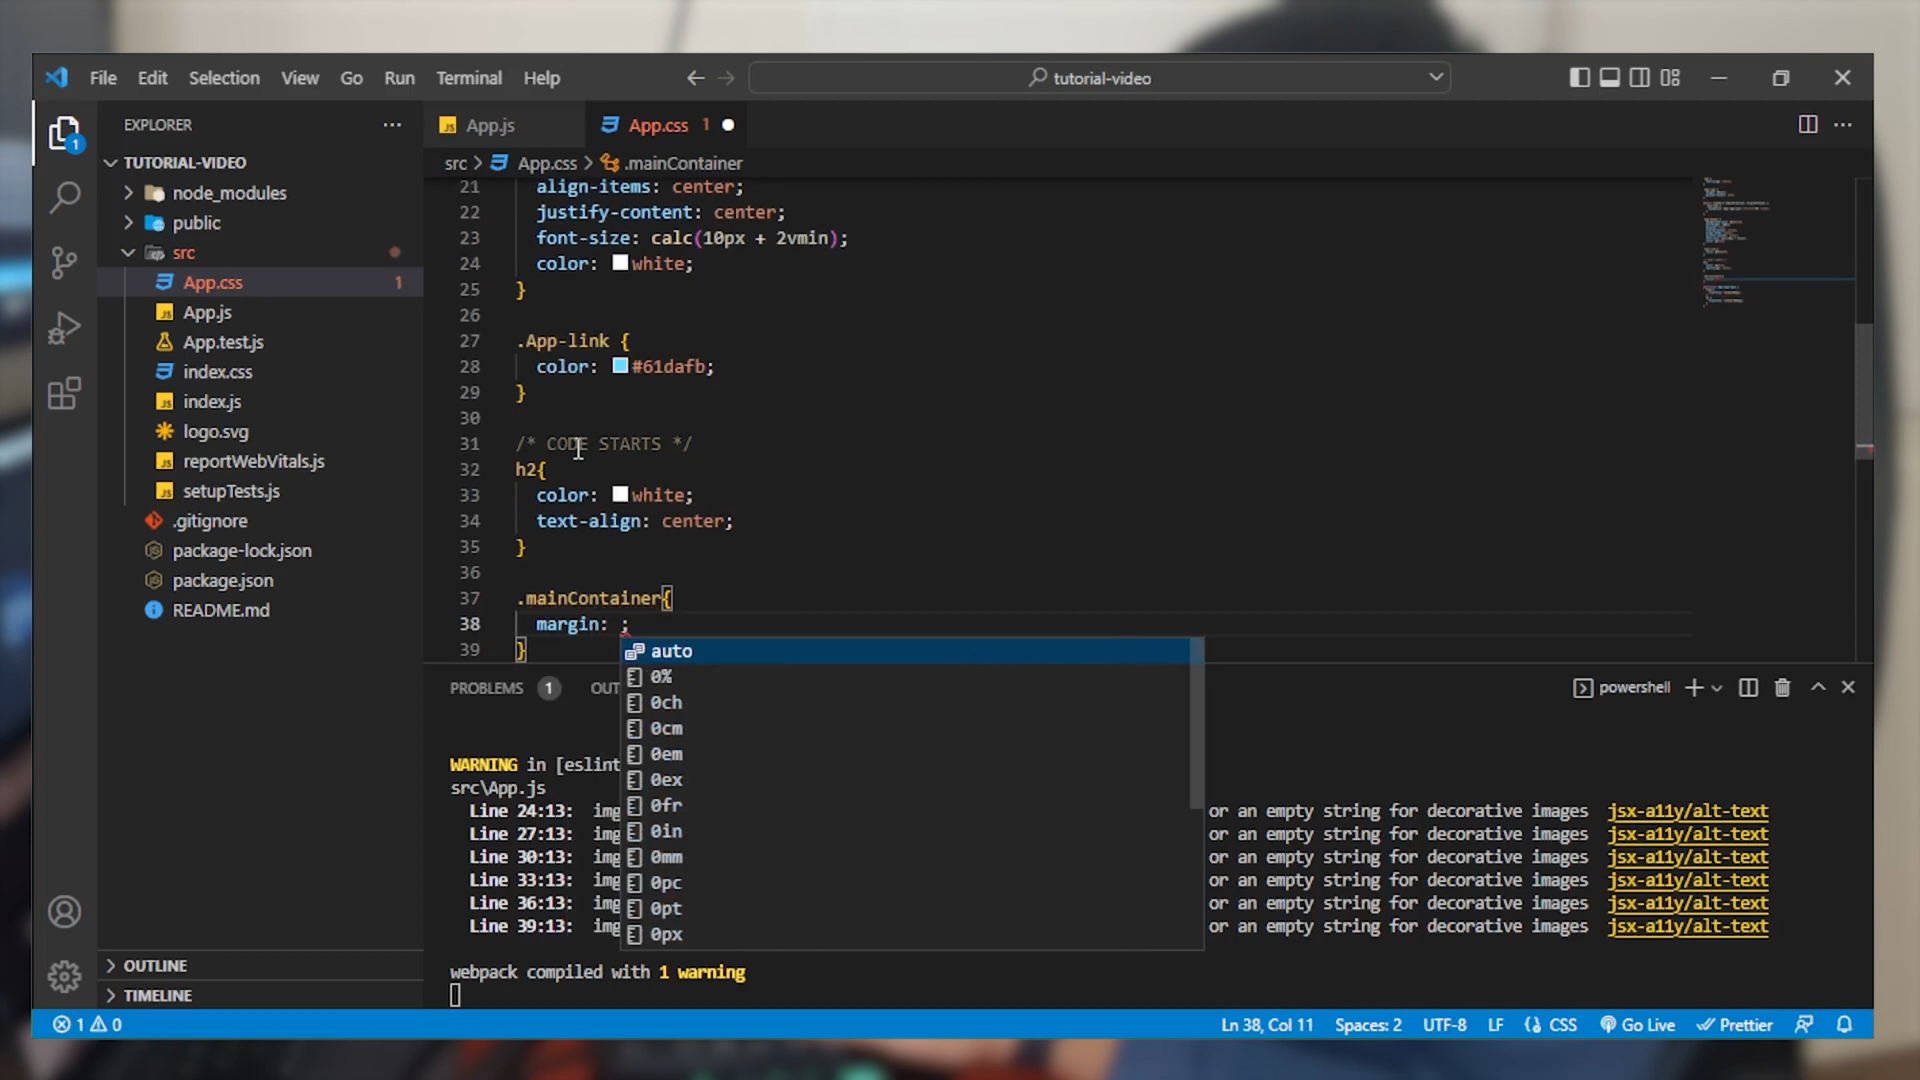 File Edit Selection View Go Run Terminal Help
tutorial-video
EXPLORER
App.js
App.css 1
TUTORIAL-VIDEO
src > App.css > .mainContainer
node_modules
public
src
App.css 1
App.js
App.test.js
index.css
index.js
logo.svg
reportWebVitals.js
setupTests.js
.gitignore
package-lock.json
package.json
README.md
OUTLINE
TIMELINE
21 align-items: center;
22 justify-content: center;
23 font-size: calc(10px + 2vmin);
24 color: white;
25 }
26
27 .App-link {
28 color: #61dafb;
29 }
30
31 /* CODE STARTS */
32 h2{
33 color: white;
34 text-align: center;
35 }
36
37 .mainContainer{
38 margin: ;
39 }
auto
0%
0ch
0cm
0em
0ex
0fr
0in
0mm
0pc
0pt
0px
PROBLEMS 1 OUT
powershell
WARNING in [eslint
src\App.js
Line 24:13: img or an empty string for decorative images jsx-a11y/alt-text
Line 27:13: img or an empty string for decorative images jsx-a11y/alt-text
Line 30:13: img or an empty string for decorative images jsx-a11y/alt-text
Line 33:13: img or an empty string for decorative images jsx-a11y/alt-text
Line 36:13: img or an empty string for decorative images jsx-a11y/alt-text
Line 39:13: img or an empty string for decorative images jsx-a11y/alt-text
webpack compiled with 1 warning
1 0
Ln 38, Col 11 Spaces: 2 UTF-8 LF {} CSS Go Live Prettier